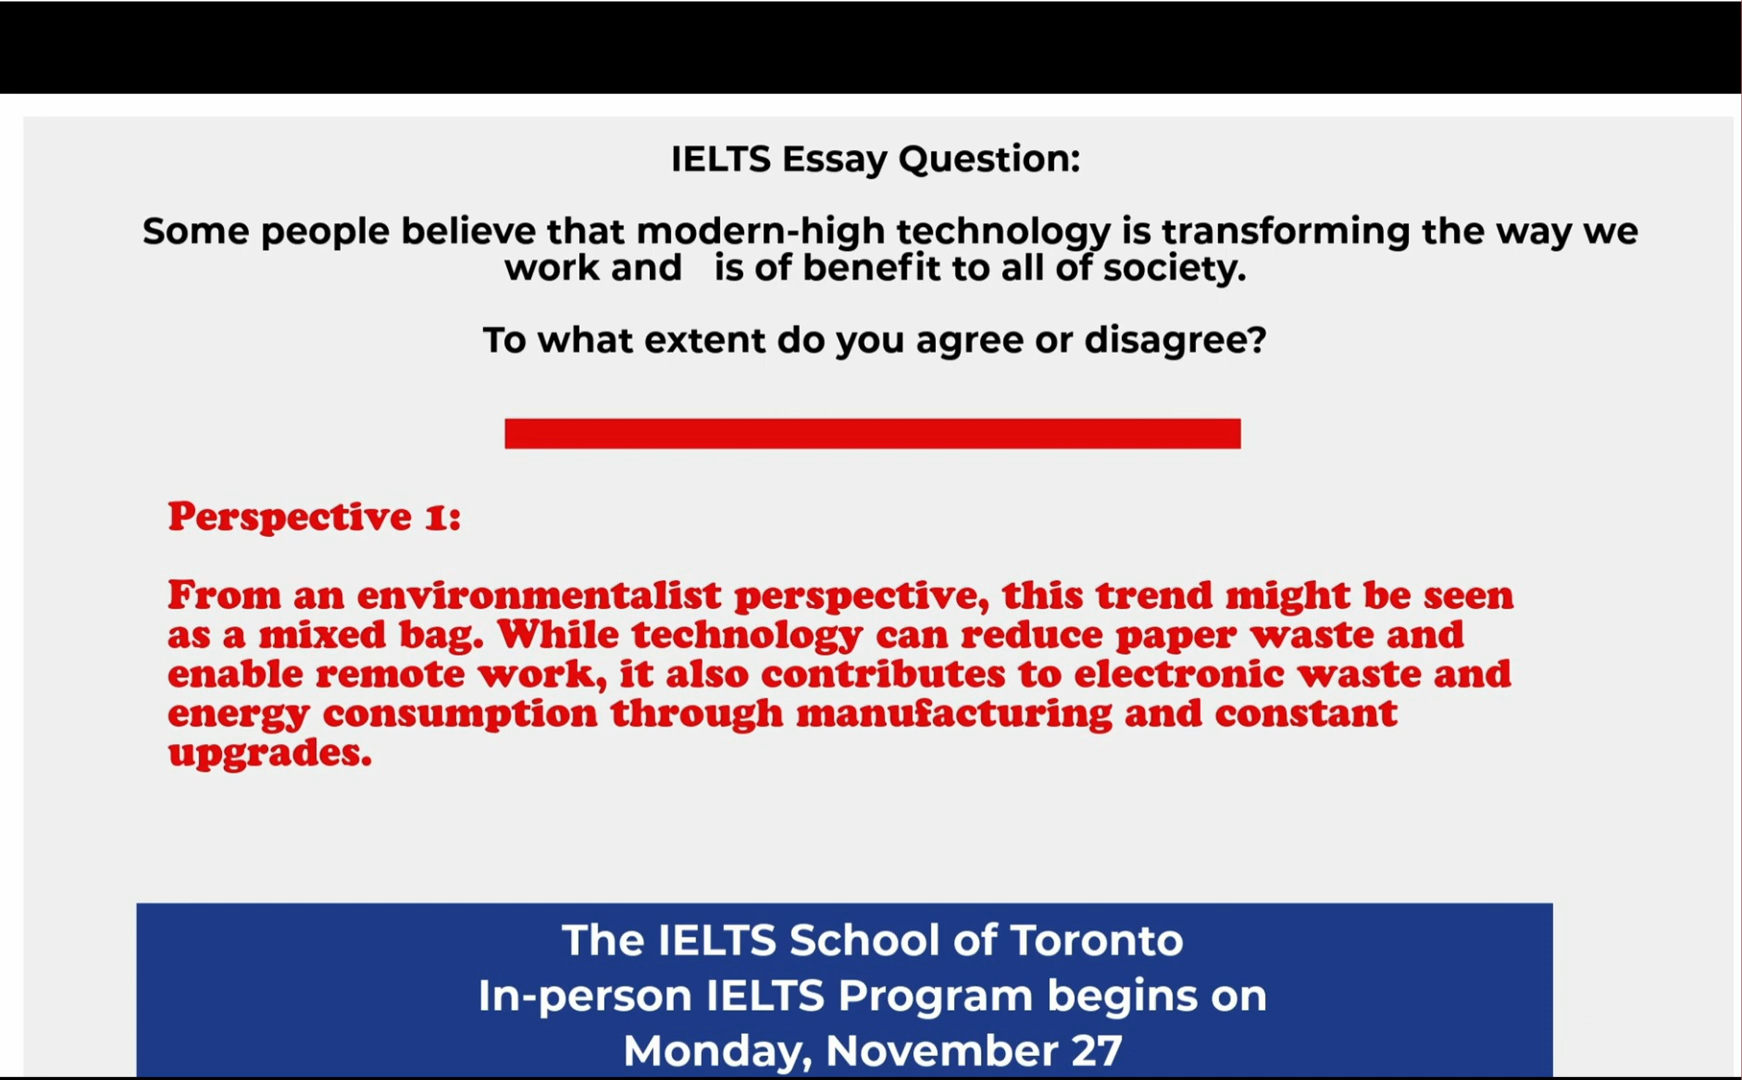 IELTS Essay Question:
Some people believe that modern-high technology is transforming the way we
work and is of benefit to all of society.
To what extent do you agree or disagree?
Perspective 1:
From an environmentalist perspective, this trend might be seen
as a mixed bag. While technology can reduce paper waste and
enable remote work, it also contributes to electronic waste and
energy consumption through manufacturing and constant
upgrades.
The IELTS School of Toronto
In-person IELTS Program begins on
Monday, November 27